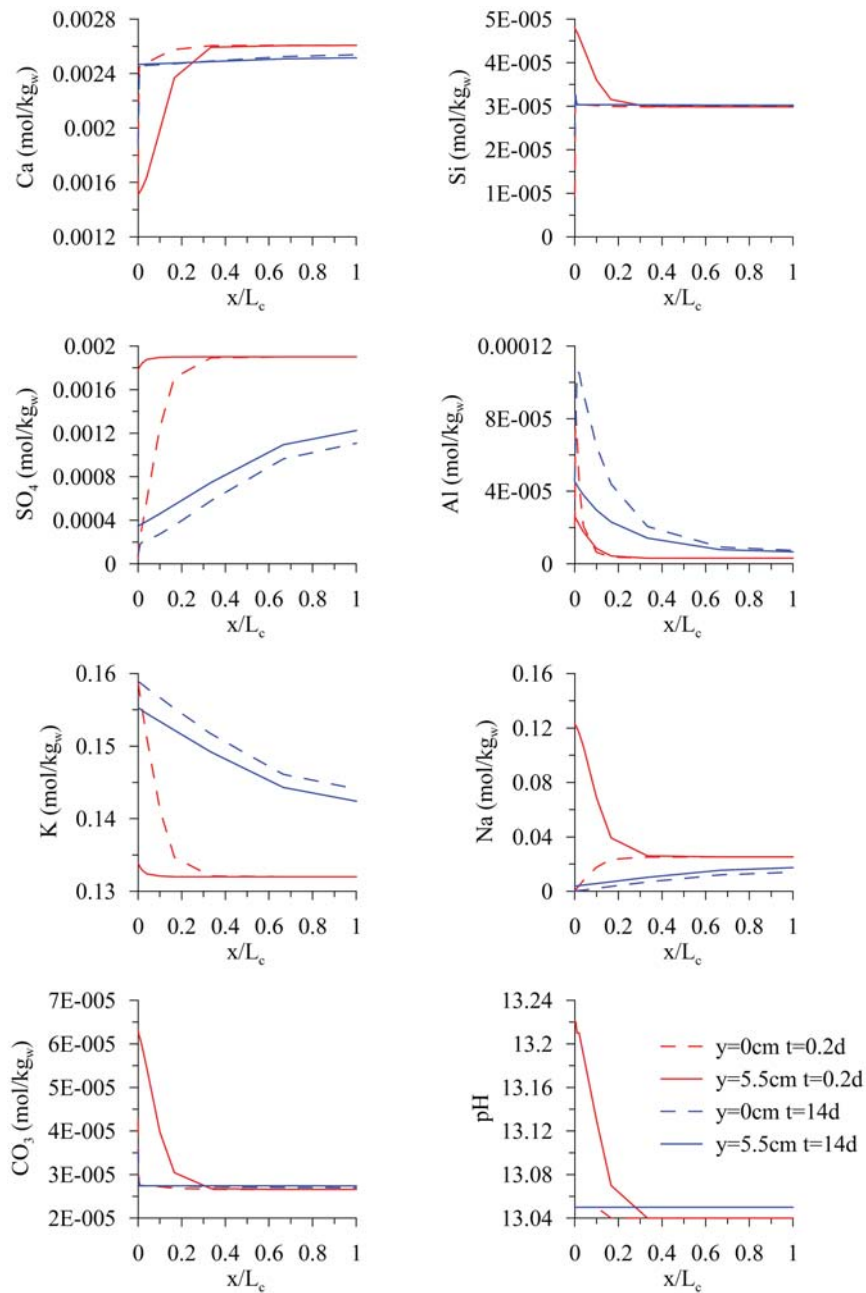 0.0028
0.0024
0.002
0.0016
0.0012
Ca (mol/kgw)
0 0.2 0.4 0.6 0.8 1
x/Lc
5E-005
4E-005
3E-005
2E-005
1E-005
0
Si (mol/kgw)
0 0.2 0.4 0.6 0.8 1
x/Lc
0.002
0.0016
0.0012
0.0008
0.0004
0
SO4 (mol/kgw)
0 0.2 0.4 0.6 0.8 1
x/Lc
0.00012
8E-005
4E-005
0
Al (mol/kgw)
0 0.2 0.4 0.6 0.8 1
x/Lc
0.16
0.15
0.14
0.13
K (mol/kgw)
0 0.2 0.4 0.6 0.8 1
x/Lc
0.16
0.12
0.08
0.04
0
Na (mol/kgw)
0 0.2 0.4 0.6 0.8 1
x/Lc
7E-005
6E-005
5E-005
4E-005
3E-005
2E-005
CO3 (mol/kgw)
0 0.2 0.4 0.6 0.8 1
x/Lc
13.24
13.2
13.16
13.12
13.08
13.04
pH
y=0cm t=0.2d
y=5.5cm t=0.2d
y=0cm t=14d
y=5.5cm t=14d
0 0.2 0.4 0.6 0.8 1
x/Lc